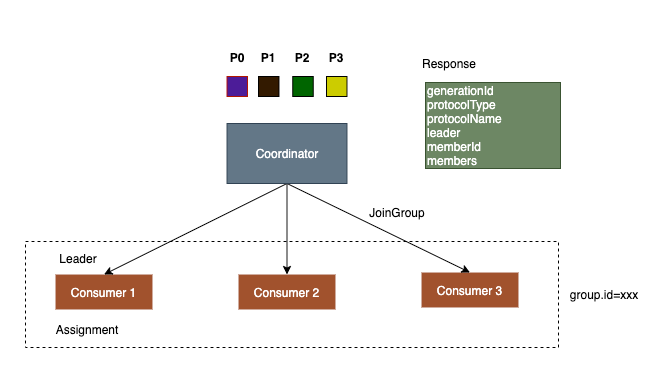 P0 P1 P2 P3
Response
generationId
protocolType
protocolName
leader
memberId
members
Coordinator
JoinGroup
Leader
Consumer 1
Consumer 2
Consumer 3
group.id=xxx
Assignment